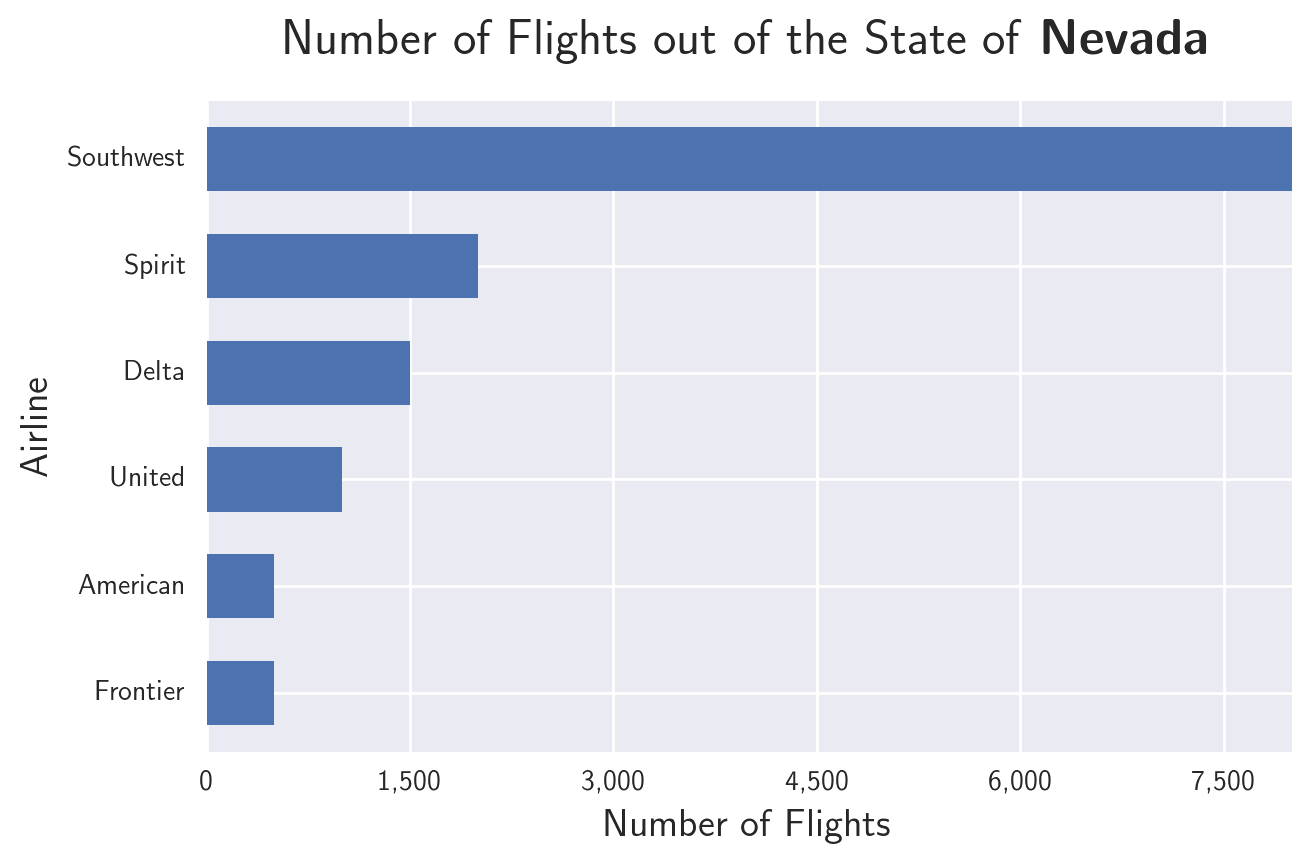 Number of Flights out of the State of Nevada
Southwest
Spirit
Delta
United
American
Frontier
Airline
0 1,500 3,000 4,500 6,000 7,500
Number of Flights